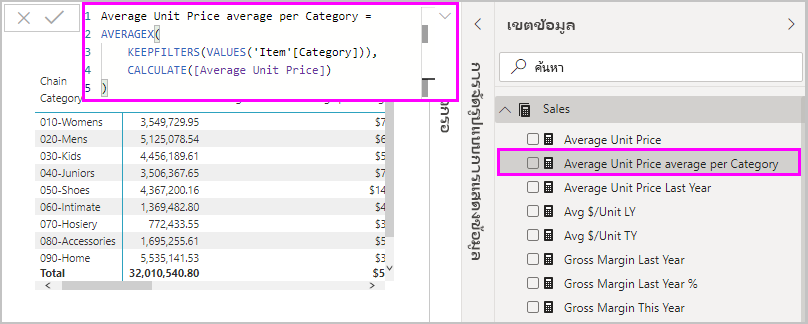 1 Average Unit Price average per Category =
2 AVERAGEX(
3 KEEPFILTERS(VALUES('Item'[Category])),
4 CALCULATE([Average Unit Price])
5 )
Chain
Category
010-Womens 3,549,729.95 $7
020-Mens 5,125,078.54 $6
030-Kids 4,456,189.61 $5
040-Juniors 3,506,367.65 $7
050-Shoes 4,367,200.16 $14
060-Intimate 1,369,482.80 $4
070-Hosiery 772,433.55 $3
080-Accessories 1,695,255.61 $5
090-Home 5,535,141.53 $3
Total 32,010,540.80 $5
การจัดรูปแบบการแสดงข้อมูล
เขตข้อมูล
ค้นหา
Sales
Average Unit Price
Average Unit Price average per Category
Average Unit Price Last Year
Avg $/Unit LY
Avg $/Unit TY
Gross Margin Last Year
Gross Margin Last Year %
Gross Margin This Year